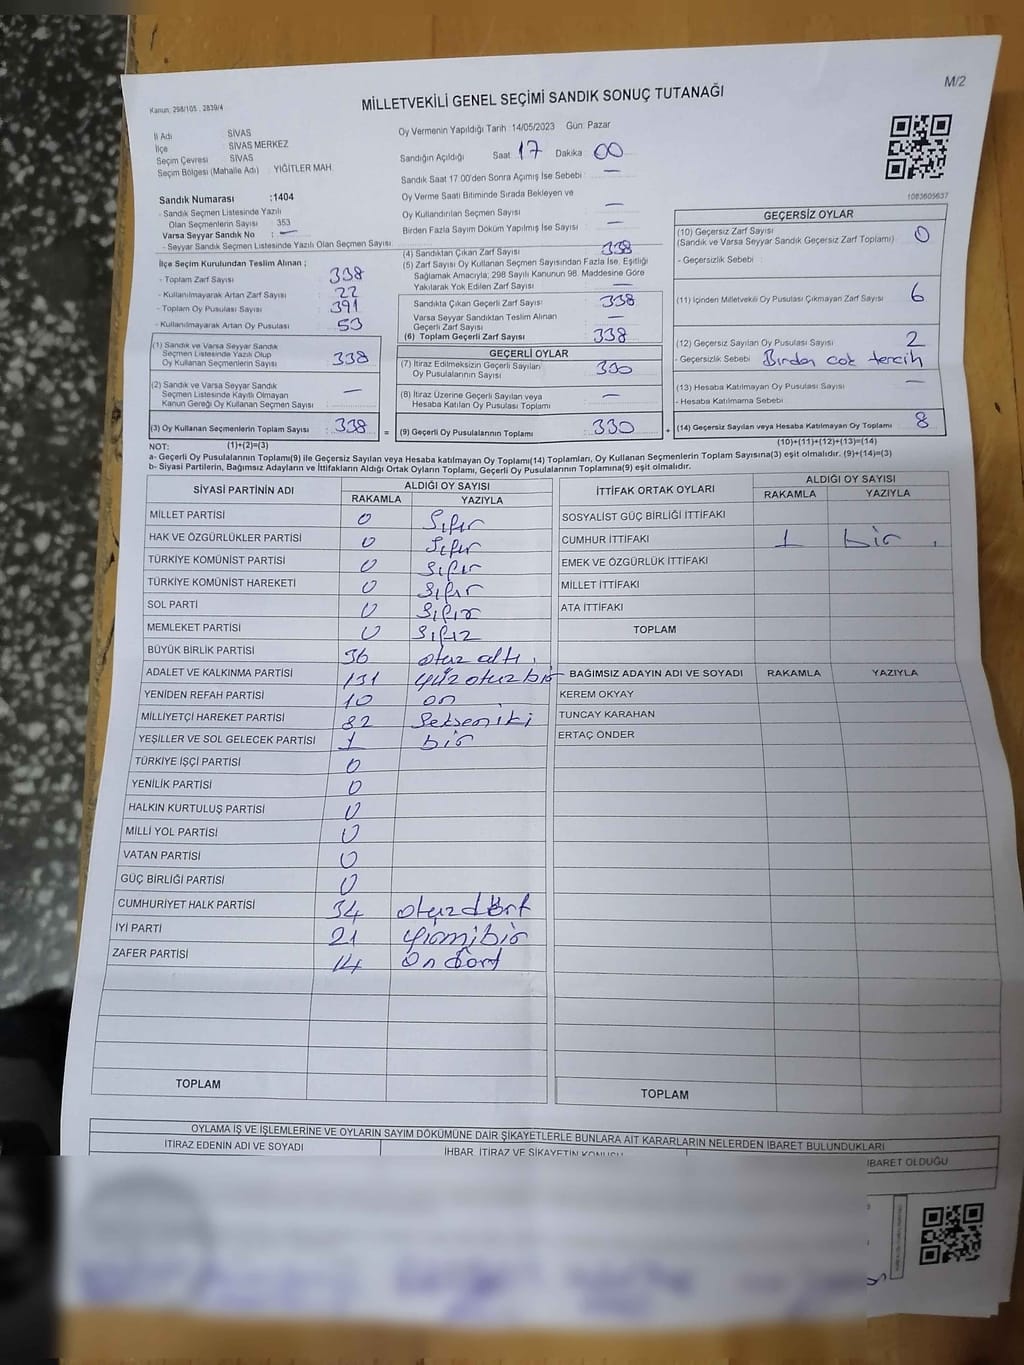 M/2
Kanun: 298/105 , 2839/4
MİLLETVEKİLİ GENEL SEÇİMİ SANDIK SONUÇ TUTANAĞI
İl Adı SİVAS
İlçe SİVAS MERKEZ
Seçim Çevresi SİVAS
Seçim Bölgesi (Mahalle Adı) : YİĞİTLER MAH.
Sandık Numarası :1404
- Sandık Seçmen Listesinde Yazılı
Olan Seçmenlerin Sayısı : 353
Varsa Seyyar Sandık No : —
- Seyyar Sandık Seçmen Listesinde Yazılı Olan Seçmen Sayısı
Oy Vermenin Yapıldığı Tarih :14/05/2023 Gün: Pazar
Sandığın Açıldığı Saat 17 Dakika 00
Sandık Saat 17.00'den Sonra Açımış İse Sebebi : —
Oy Verme Saati Bitiminde Sırada Bekleyen ve
Oy Kullandırılan Seçmen Sayısı : —
Birden Fazla Sayım Döküm Yapılmış İse Sayısı : —
1083605637
İlçe Seçim Kurulundan Teslim Alınan ;
- Toplam Zarf Sayısı : 338
- Kullanılmayarak Artan Zarf Sayısı : 22
- Toplam Oy Pusulası Sayısı : 391
- Kullanılmayarak Artan Oy Pusulası : 53
(1) Sandık ve Varsa Seyyar Sandık
Seçmen Listesinde Yazılı Olup
Oy Kullanan Seçmenlerin Sayısı : 338
(2) Sandık ve Varsa Seyyar Sandık
Seçmen Listesinde Kayıtlı Olmayan
Kanun Gereği Oy Kullanan Seçmen Sayısı : —
(3) Oy Kullanan Seçmenlerin Toplam Sayısı : 338 =
(4) Sandıktan Çıkan Zarf Sayısı : 338
(5) Zarf Sayısı Oy Kullanan Seçmen Sayısından Fazla İse, Eşitliği
Sağlamak Amacıyla; 298 Sayılı Kanunun 98. Maddesine Göre
Yakılarak Yok Edilen Zarf Sayısı : —
Sandıkta Çıkan Geçerli Zarf Sayısı : 338
Varsa Seyyar Sandıktan Teslim Alınan
Geçerli Zarf Sayısı : —
(6) Toplam Geçerli Zarf Sayısı : 338
GEÇERLİ OYLAR
(7) İtiraz Edilmeksizin Geçerli Sayılan
Oy Pusulalarının Sayısı : 330
(8) İtiraz Üzerine Geçerli Sayılan veya
Hesaba Katılan Oy Pusulası Toplamı : —
(9) Geçerli Oy Pusulalarının Toplamı : 330 +
GEÇERSİZ OYLAR
(10) Geçersiz Zarf Sayısı
(Sandık ve Varsa Seyyar Sandık Geçersiz Zarf Toplamı) : 0
- Geçersizlik Sebebi :
(11) İçinden Milletvekili Oy Pusulası Çıkmayan Zarf Sayısı : 6
(12) Geçersiz Sayılan Oy Pusulası Sayısı : 2
- Geçersizlik Sebebi : Birden cok tercih
(13) Hesaba Katılmayan Oy Pusulası Sayısı : —
- Hesaba Katılmama Sebebi :
(14) Geçersiz Sayılan veya Hesaba Katılmayan Oy Toplamı : 8
NOT: (1)+(2)=(3)
(10)+(11)+(12)+(13)=(14)
a- Geçerli Oy Pusulalarının Toplamı(9) ile Geçersiz Sayılan veya Hesaba katılmayan Oy Toplamı(14) Toplamları, Oy Kullanan Seçmenlerin Toplam Sayısına(3) eşit olmalıdır. (9)+(14)=(3)
b- Siyasi Partilerin, Bağımsız Adayların ve İttifakların Aldığı Ortak Oyların Toplamı, Geçerli Oy Pusulalarının Toplamına(9) eşit olmalıdır.
SİYASİ PARTİNİN ADI ALDIĞI OY SAYISI
RAKAMLA YAZIYLA
MİLLET PARTİSİ 0 Sıfır
HAK VE ÖZGÜRLÜKLER PARTİSİ 0 Sıfır
TÜRKİYE KOMÜNİST PARTİSİ 0 Sıfır
TÜRKİYE KOMÜNİST HAREKETİ 0 Sıfır
SOL PARTİ 0 Sıfır
MEMLEKET PARTİSİ 0 Sıfır
BÜYÜK BİRLİK PARTİSİ 36 otuz altı
ADALET VE KALKINMA PARTİSİ 131 yüz otuz bir
YENİDEN REFAH PARTİSİ 10 on
MİLLİYETÇİ HAREKET PARTİSİ 82 Seksen iki
YEŞİLLER VE SOL GELECEK PARTİSİ 1 bir
TÜRKİYE İŞÇİ PARTİSİ 0
YENİLİK PARTİSİ 0
HALKIN KURTULUŞ PARTİSİ 0
MİLLİ YOL PARTİSİ 0
VATAN PARTİSİ 0
GÜÇ BİRLİĞİ PARTİSİ 0
CUMHURİYET HALK PARTİSİ 34 otuzdört
İYİ PARTİ 21 yirmibir
ZAFER PARTİSİ 14 on dört
TOPLAM
İTTİFAK ORTAK OYLARI ALDIĞI OY SAYISI
RAKAMLA YAZIYLA
SOSYALİST GÜÇ BİRLİĞİ İTTİFAKI
CUMHUR İTTİFAKI 1 bir
EMEK VE ÖZGÜRLÜK İTTİFAKI
MİLLET İTTİFAKI
ATA İTTİFAKI
TOPLAM
BAĞIMSIZ ADAYIN ADI VE SOYADI RAKAMLA YAZIYLA
KEREM OKYAY
TUNCAY KARAHAN
ERTAÇ ÖNDER
TOPLAM
OYLAMA İŞ VE İŞLEMLERİNE VE OYLARIN SAYIM DÖKÜMÜNE DAİR ŞİKAYETLERLE BUNLARA AİT KARARLARIN NELERDEN İBARET BULUNDUKLARI
İTİRAZ EDENİN ADI VE SOYADI
İHBAR, İTİRAZ VE ŞİKAYETİN KONUSU
İBARET OLDUĞU